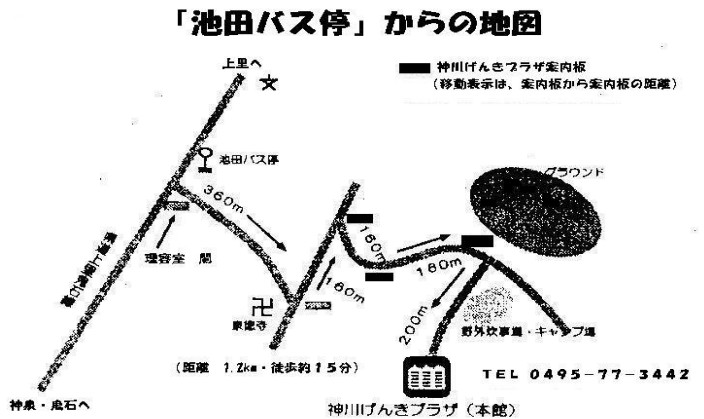 「池田バス停」からの地図
上里へ
神川げんきプラザ案内板
（移動表示は、案内板から案内板の距離）
池田バス停
グラウンド
360m
理容室 関
160m
160m
180m
200m
東徳寺
野外炊事場・キャンプ場
（距離 1.2km・徒歩約15分）
TEL 0495-77-3442
神泉・鬼石へ
神川げんきプラザ（本館）